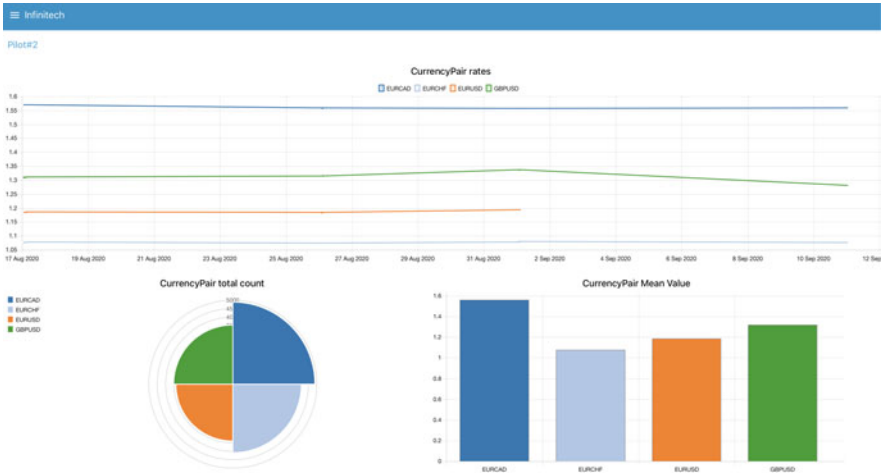 ≡ Infinitech
Pilot#2
CurrencyPair rates
EURCAD EURCHF EURUSD GBPUSD
1.6
1.55
1.5
1.45
1.4
1.35
1.3
1.25
1.2
1.15
1.1
1.05
17 Aug 2020 19 Aug 2020 21 Aug 2020 23 Aug 2020 25 Aug 2020 27 Aug 2020 29 Aug 2020 31 Aug 2020 2 Sep 2020 4 Sep 2020 6 Sep 2020 8 Sep 2020 10 Sep 2020 12 Sep
CurrencyPair total count
EURCAD
EURCHF
EURUSD
GBPUSD
5000
CurrencyPair Mean Value
1.6
1.4
1.2
1
0.8
0.6
0.4
0.2
0
EURCAD EURCHF EURUSD GBPUSD